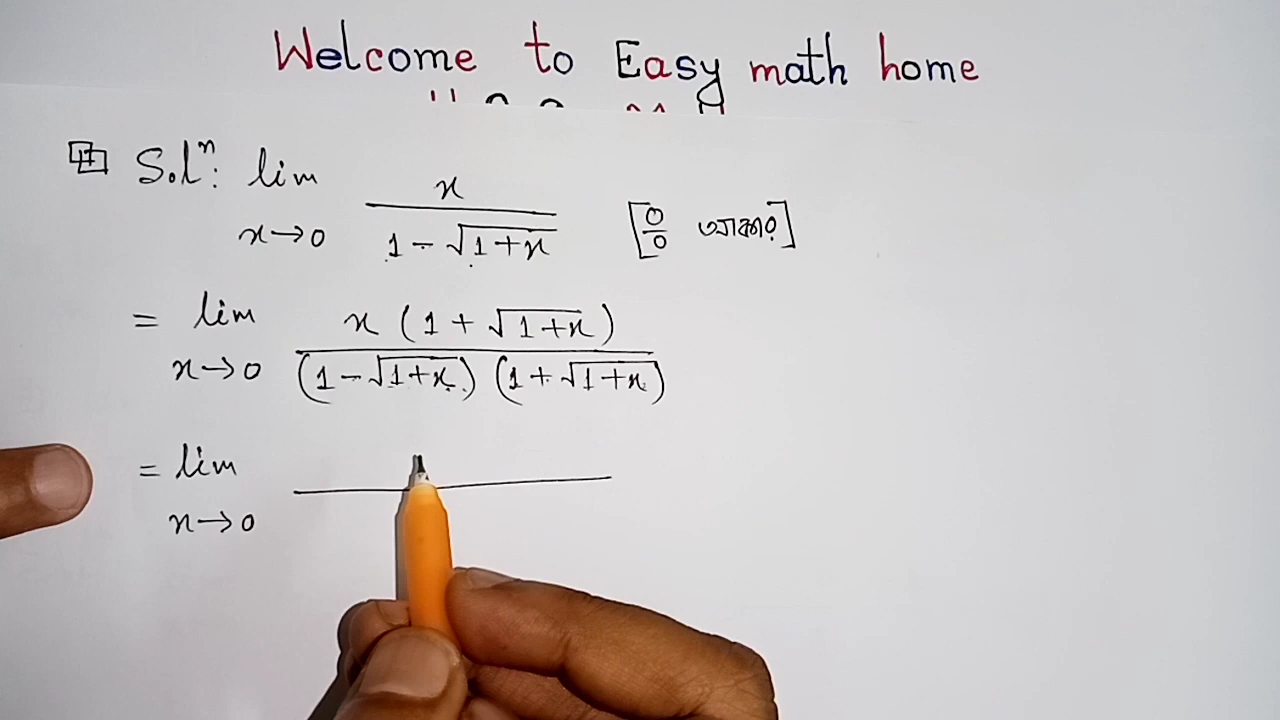 Welcome to Easy math home
Solⁿ: lim x→0 x / (1 - √(1+x)) [0/0 আকার]
= lim x→0 x (1 + √(1+x)) / (1 - √(1+x)) (1 + √(1+x))
= lim x→0